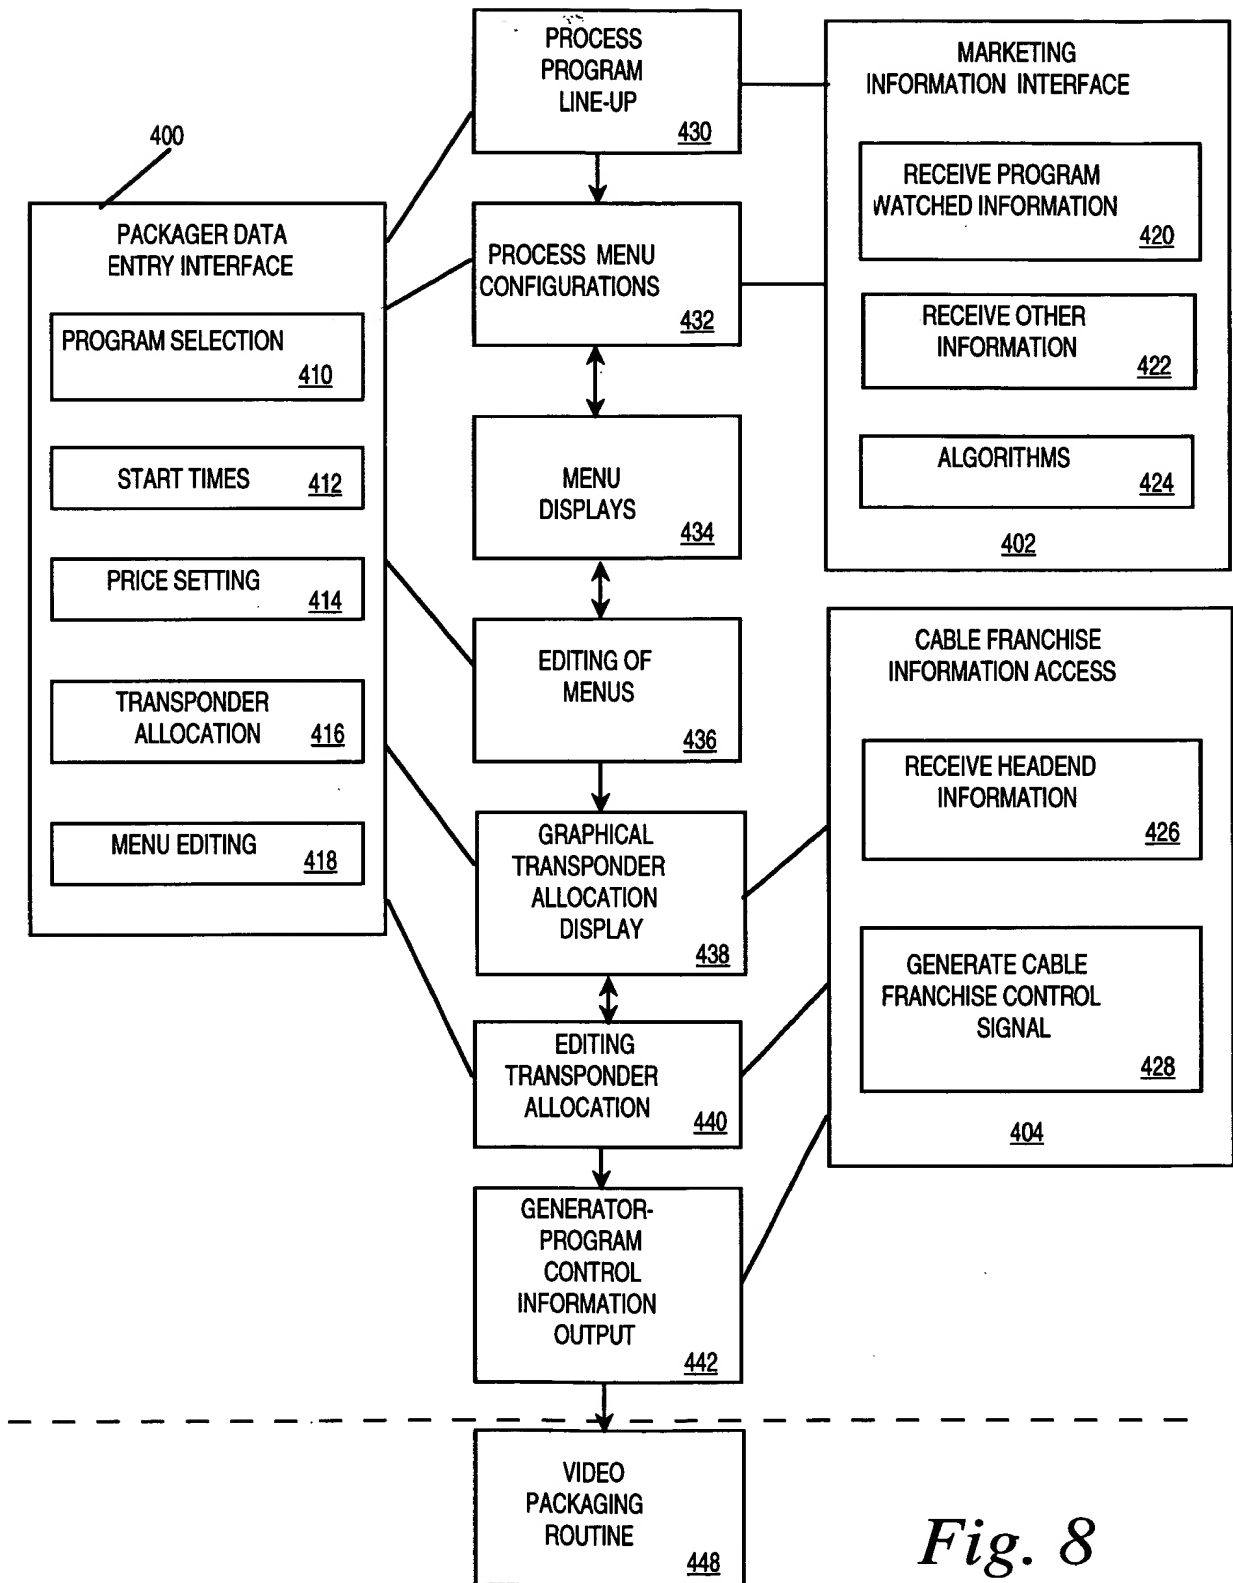 400
PACKAGER DATA
ENTRY INTERFACE
PROGRAM SELECTION
410
START TIMES 412
PRICE SETTING
414
TRANSPONDER
ALLOCATION 416
MENU EDITING 418
PROCESS
PROGRAM
LINE-UP
430
PROCESS MENU
CONFIGURATIONS
432
MENU
DISPLAYS
434
EDITING OF
MENUS
436
GRAPHICAL
TRANSPONDER
ALLOCATION
DISPLAY
438
EDITING
TRANSPONDER
ALLOCATION
440
GENERATOR-
PROGRAM
CONTROL
INFORMATION
OUTPUT
442
VIDEO
PACKAGING
ROUTINE
448
MARKETING
INFORMATION INTERFACE
RECEIVE PROGRAM
WATCHED INFORMATION
420
RECEIVE OTHER
INFORMATION
422
ALGORITHMS
424
402
CABLE FRANCHISE
INFORMATION ACCESS
RECEIVE HEADEND
INFORMATION
426
GENERATE CABLE
FRANCHISE CONTROL
SIGNAL
428
404
Fig. 8